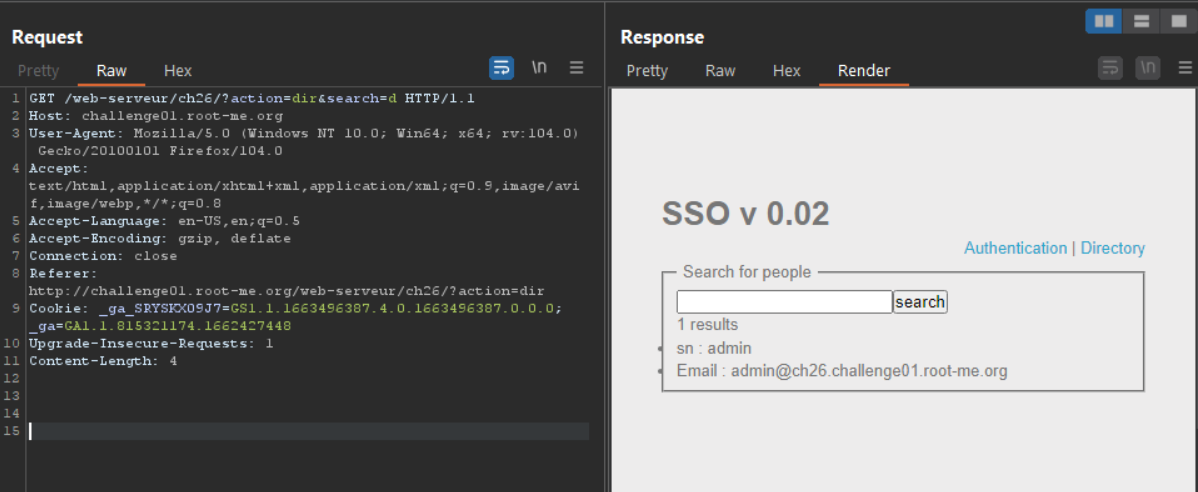 Request
Pretty Raw Hex
\n
1 GET /web-serveur/ch26/?action=dir&search=d HTTP/1.1
2 Host: challenge01.root-me.org
3 User-Agent: Mozilla/5.0 (Windows NT 10.0; Win64; x64; rv:104.0)
Gecko/20100101 Firefox/104.0
4 Accept:
text/html,application/xhtml+xml,application/xml;q=0.9,image/avi
f,image/webp,*/*;q=0.8
5 Accept-Language: en-US,en;q=0.5
6 Accept-Encoding: gzip, deflate
7 Connection: close
8 Referer:
http://challenge01.root-me.org/web-serveur/ch26/?action=dir
9 Cookie: _ga_SRYSKX09J7=GS1.1.1663496387.4.0.1663496387.0.0.0;
_ga=GA1.1.815321174.1662427448
10 Upgrade-Insecure-Requests: 1
11 Content-Length: 4
12
13
14
15
Response
Pretty Raw Hex Render
\n
SSO v 0.02
Authentication | Directory
Search for people
search
1 results
sn : admin
Email : admin@ch26.challenge01.root-me.org